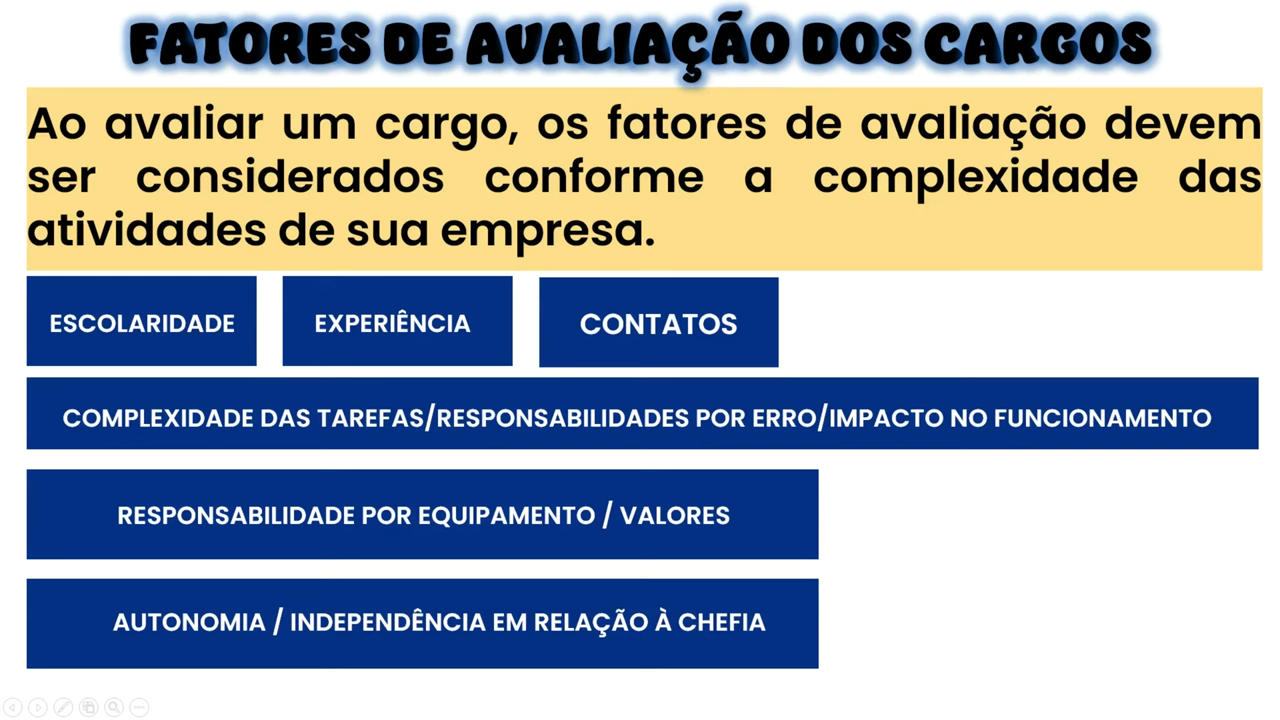 FATORES DE AVALIAÇÃO DOS CARGOS
Ao avaliar um cargo, os fatores de avaliação devem
ser considerados conforme a complexidade das
atividades de sua empresa.
ESCOLARIDADE
EXPERIÊNCIA
CONTATOS
COMPLEXIDADE DAS TAREFAS/RESPONSABILIDADES POR ERRO/IMPACTO NO FUNCIONAMENTO
RESPONSABILIDADE POR EQUIPAMENTO / VALORES
AUTONOMIA / INDEPENDÊNCIA EM RELAÇÃO À CHEFIA